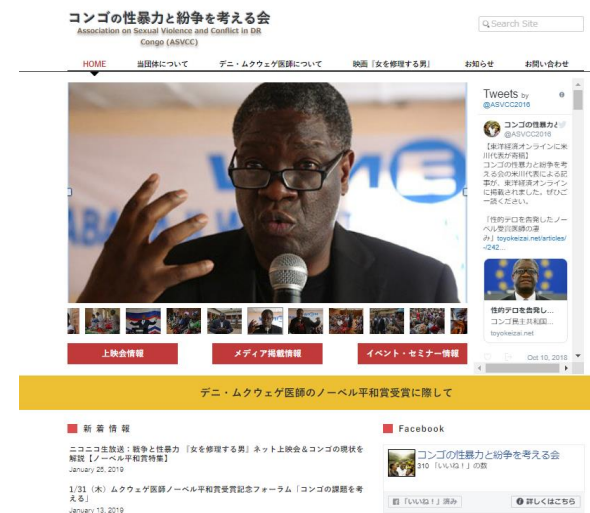 コンゴの性暴力と紛争を考える会
Association on Sexual Violence and Conflict in DR
Congo (ASVCC)
Search Site
HOME
当団体について
デニ・ムクウェゲ医師について
映画『女を修理する男』
お知らせ
お問い合わせ
Tweets by
@ASVCC2016
コンゴの性暴力と
@ASVCC2016
【東洋経済オンラインに米
川代表が寄稿】
コンゴの性暴力と紛争を考
える会の米川代表による記
事が、東洋経済オンライン
に掲載されました。ぜひご
一読ください。
『性的テロを告発したノー
ベル受賞医師の凄
み』toyokeizai.net/articles/
-/242...
性的テロを告発し...
コンゴ民主共和国...
toyokeizai.net
Oct 10, 2018
上映会情報
メディア掲載情報
イベント・セミナー情報
デニ・ムクウェゲ医師のノーベル平和賞受賞に際して
新着情報
ニコニコ生放送：戦争と性暴力 『女を修理する男』ネット上映会＆コンゴの現状を
解説【ノーベル平和賞特集】
January 26, 2019
1/31（木）ムクウェゲ医師ノーベル平和賞受賞記念フォーラム「コンゴの課題を考
える」
January 13, 2019
Facebook
コンゴの性暴力と紛争を考える会
310 「いいね！」の数
「いいね！」済み
詳しくはこちら